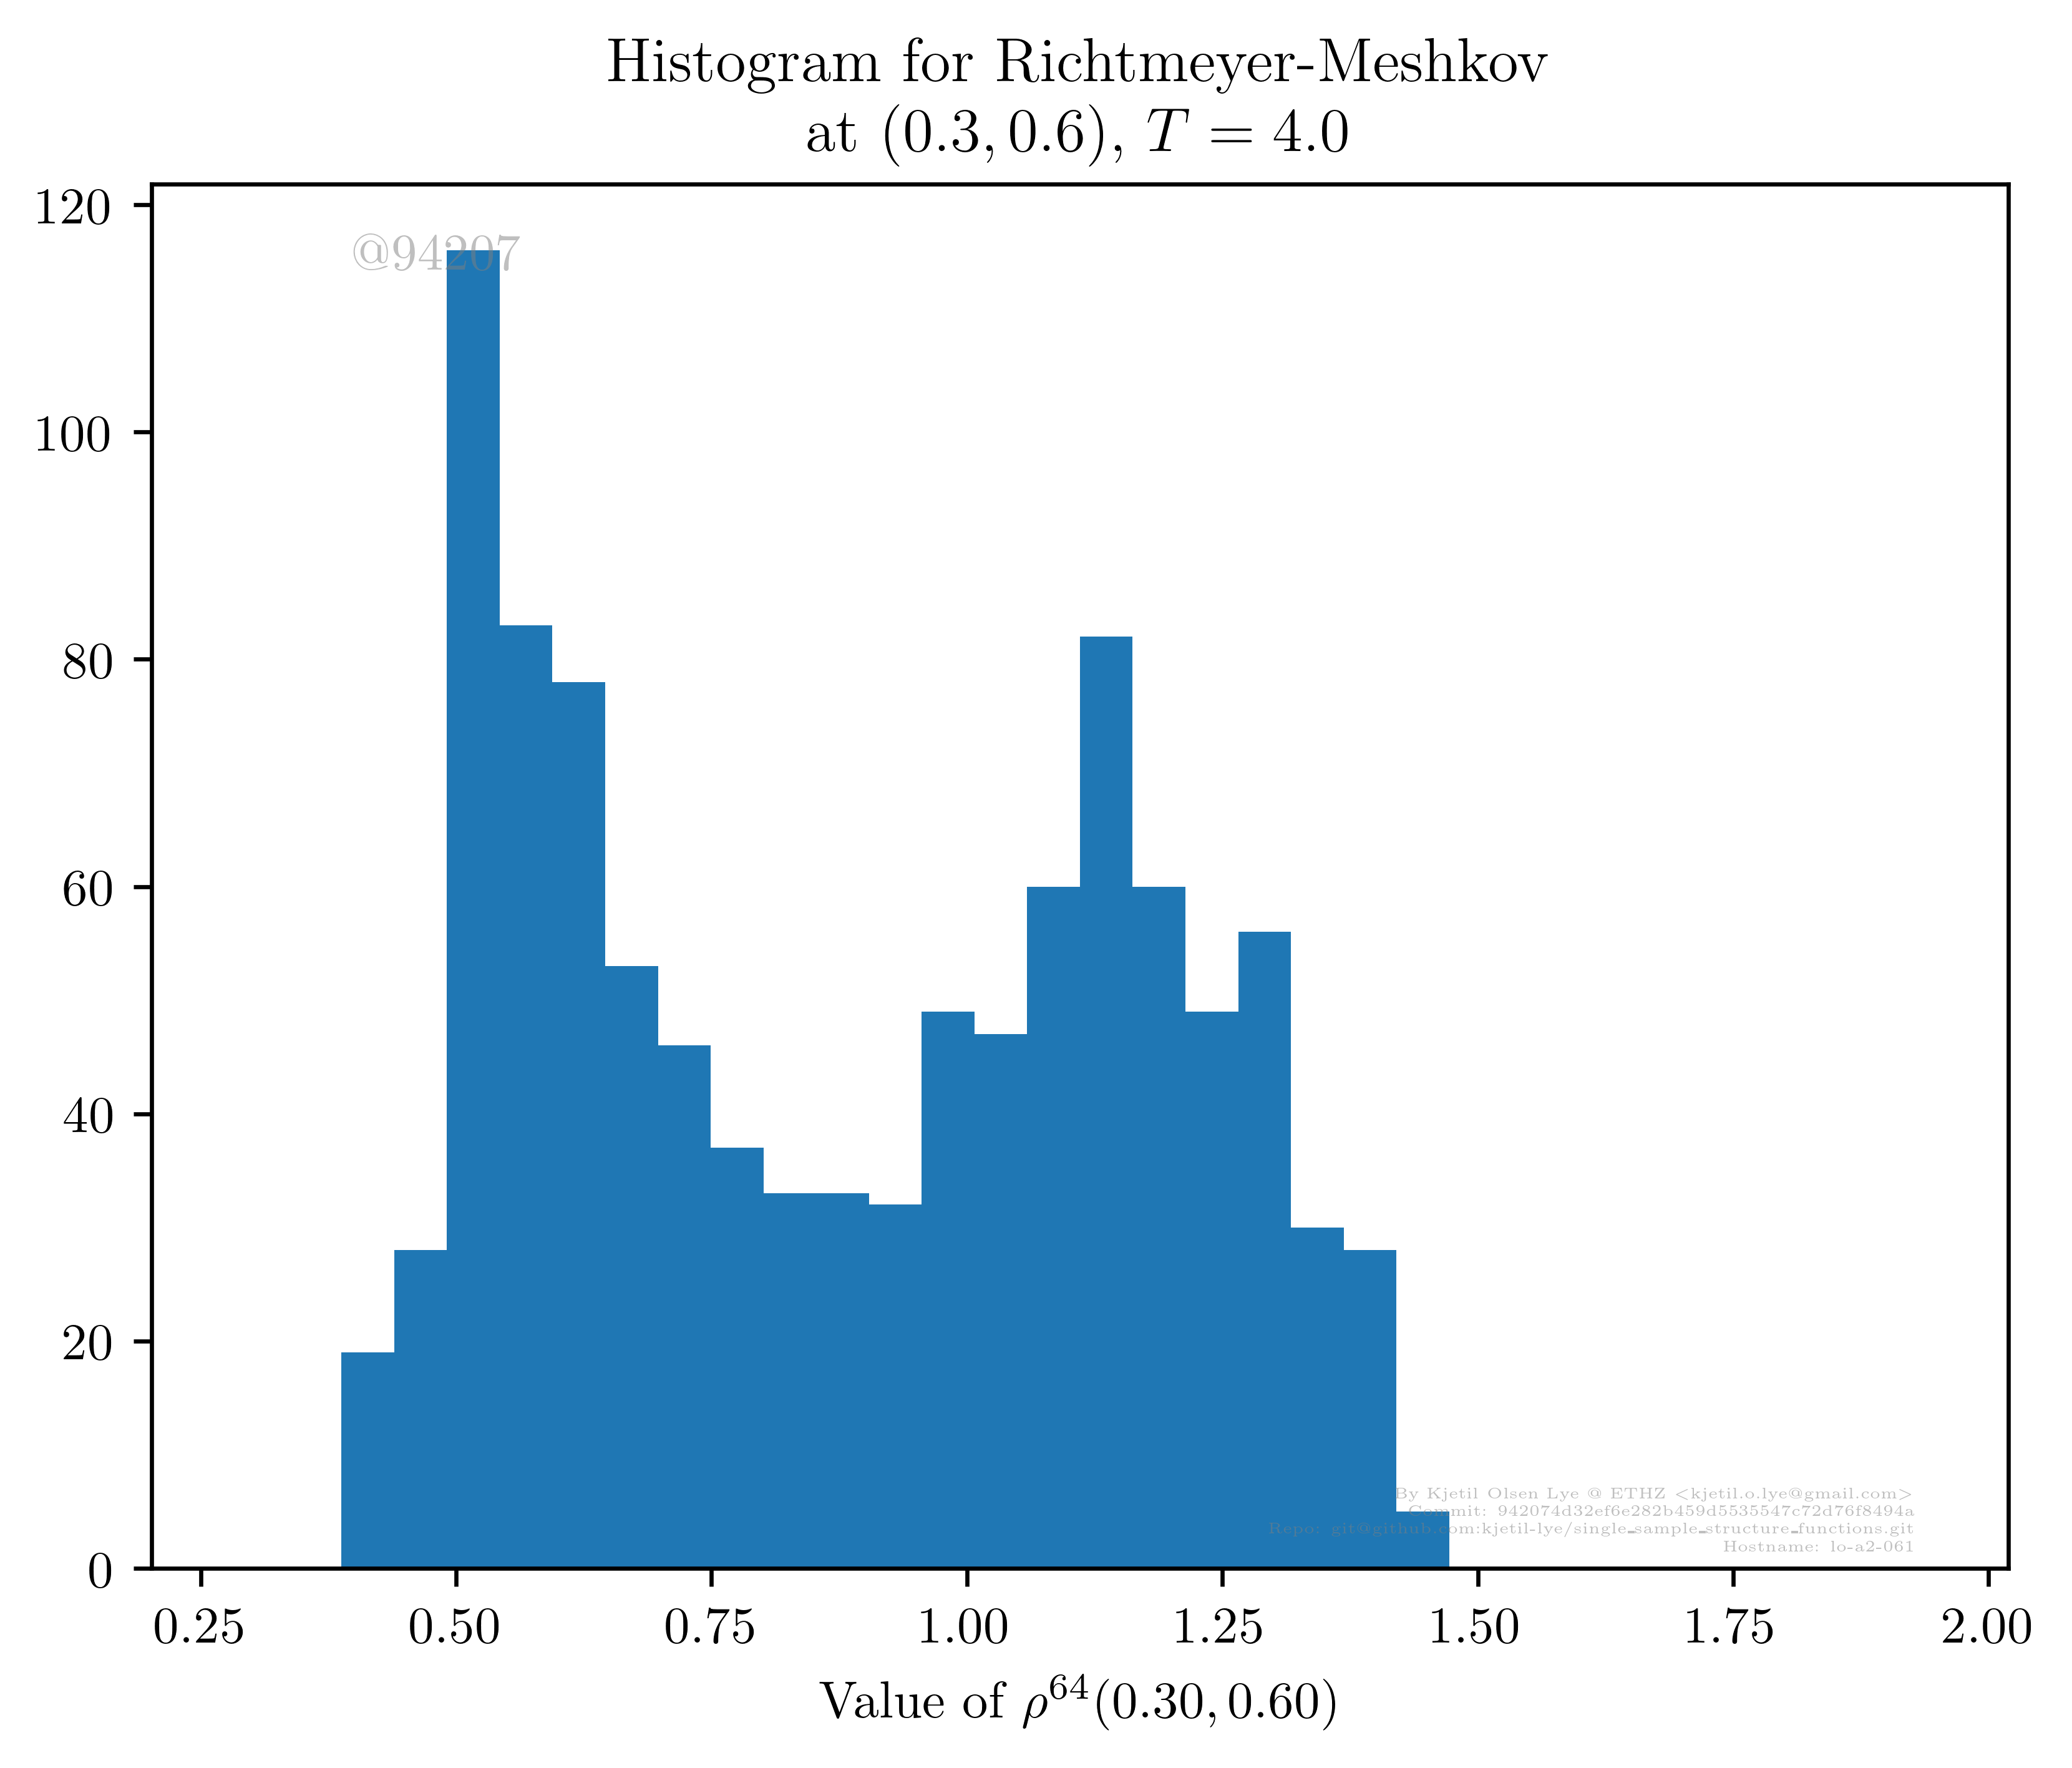 Histogram for Richtmeyer-Meshkov
at (0.3, 0.6), T = 4.0
120
@94207
100
80
60
40
20
0
By Kjetil Olsen Lye @ ETHZ <kjetil.o.lye@gmail.com>
Commit: 942074d32ef6e282b459d5535547c72d76f8494a
Repo: git@github.com:kjetil-lye/single_sample_structure_functions.git
Hostname: lo-a2-061
0.25 0.50 0.75 1.00 1.25 1.50 1.75 2.00
Value of ρ⁶⁴(0.30, 0.60)